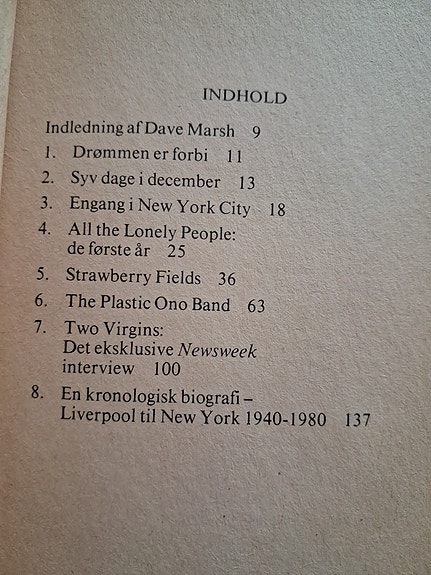 INDHOLD
Indledning af Dave Marsh 9
1. Drømmen er forbi 11
2. Syv dage i december 13
3. Engang i New York City 18
4. All the Lonely People:
de første år 25
5. Strawberry Fields 36
6. The Plastic Ono Band 63
7. Two Virgins:
Det eksklusive Newsweek
interview 100
8. En kronologisk biografi –
Liverpool til New York 1940-1980 137